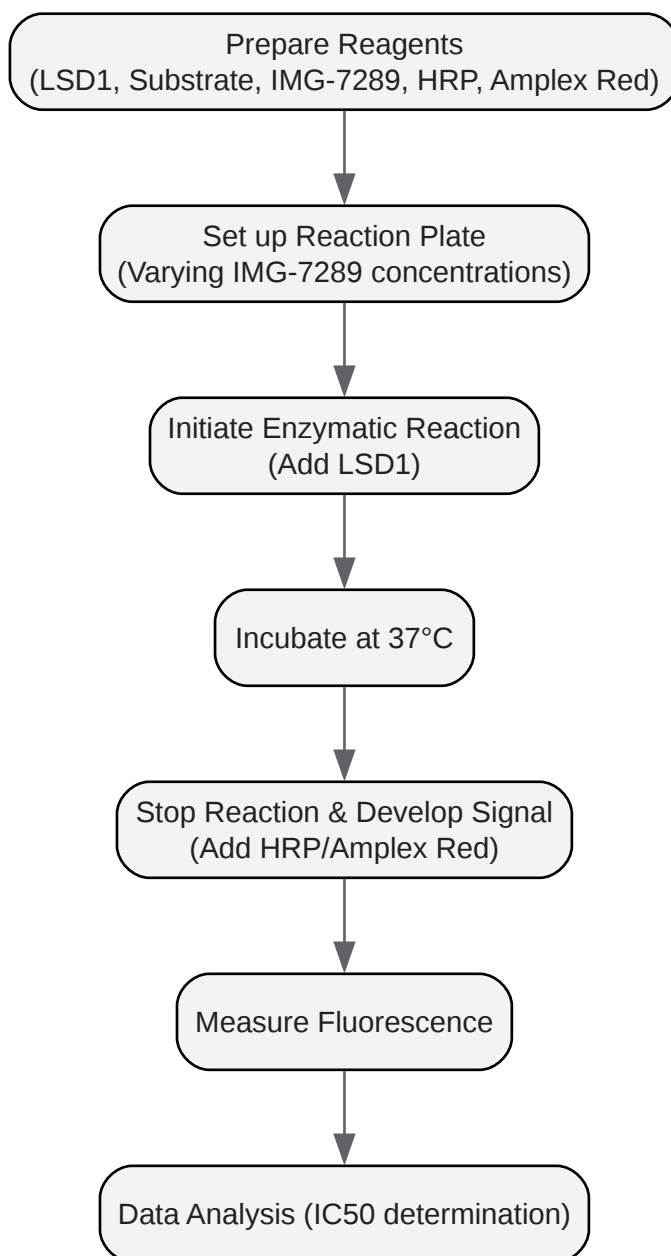 Prepare Reagents
(LSD1, Substrate, IMG-7289, HRP, Amplex Red)
Set up Reaction Plate
(Varying IMG-7289 concentrations)
Initiate Enzymatic Reaction
(Add LSD1)
Incubate at 37°C
Stop Reaction & Develop Signal
(Add HRP/Amplex Red)
Measure Fluorescence
Data Analysis (IC50 determination)